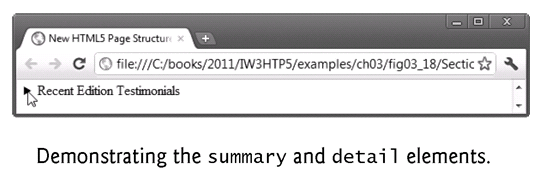 New HTML5 Page Structure
file:///C:/books/2011/IW3HTP5/examples/ch03/fig03_18/Sectic
Recent Edition Testimonials
Demonstrating the summary and detail elements.